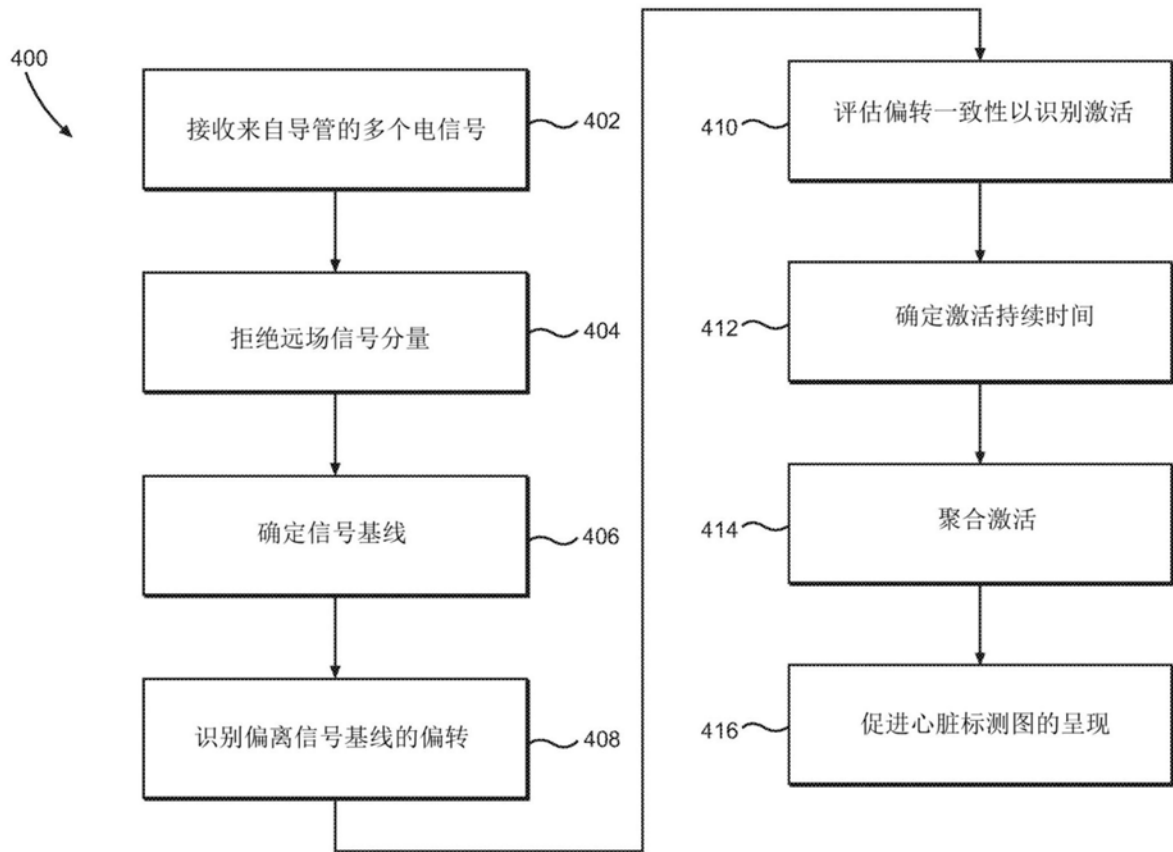 400
接收来自导管的多个电信号
402
拒绝远场信号分量
404
确定信号基线
406
识别偏离信号基线的偏转
408
评估偏转一致性以识别激活
410
确定激活持续时间
412
聚合激活
414
促进心脏标测图的呈现
416